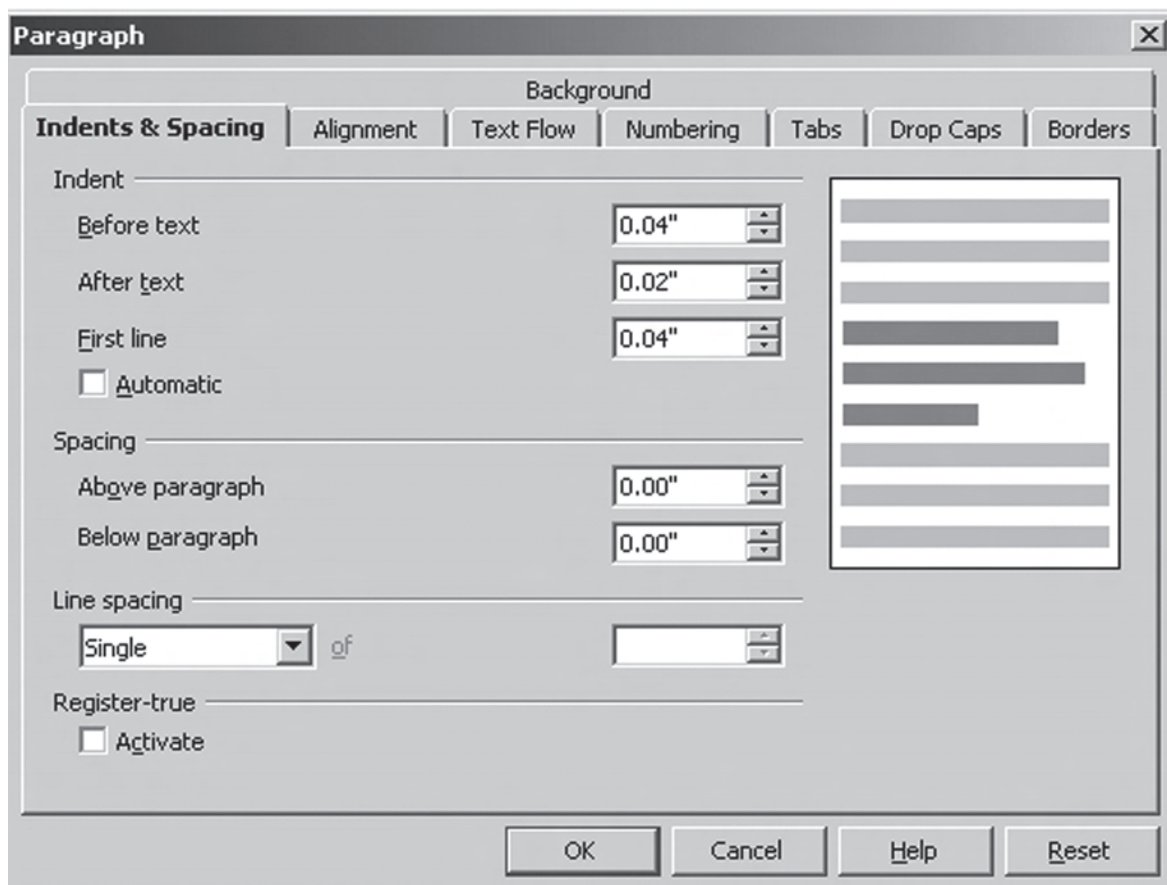 Paragraph
Background
Indents & Spacing Alignment Text Flow Numbering Tabs Drop Caps Borders
Indent
Before text 0.04"
After text 0.02"
First line 0.04"
Automatic
Spacing
Above paragraph 0.00"
Below paragraph 0.00"
Line spacing
Single of
Register-true
Activate
OK Cancel Help Reset